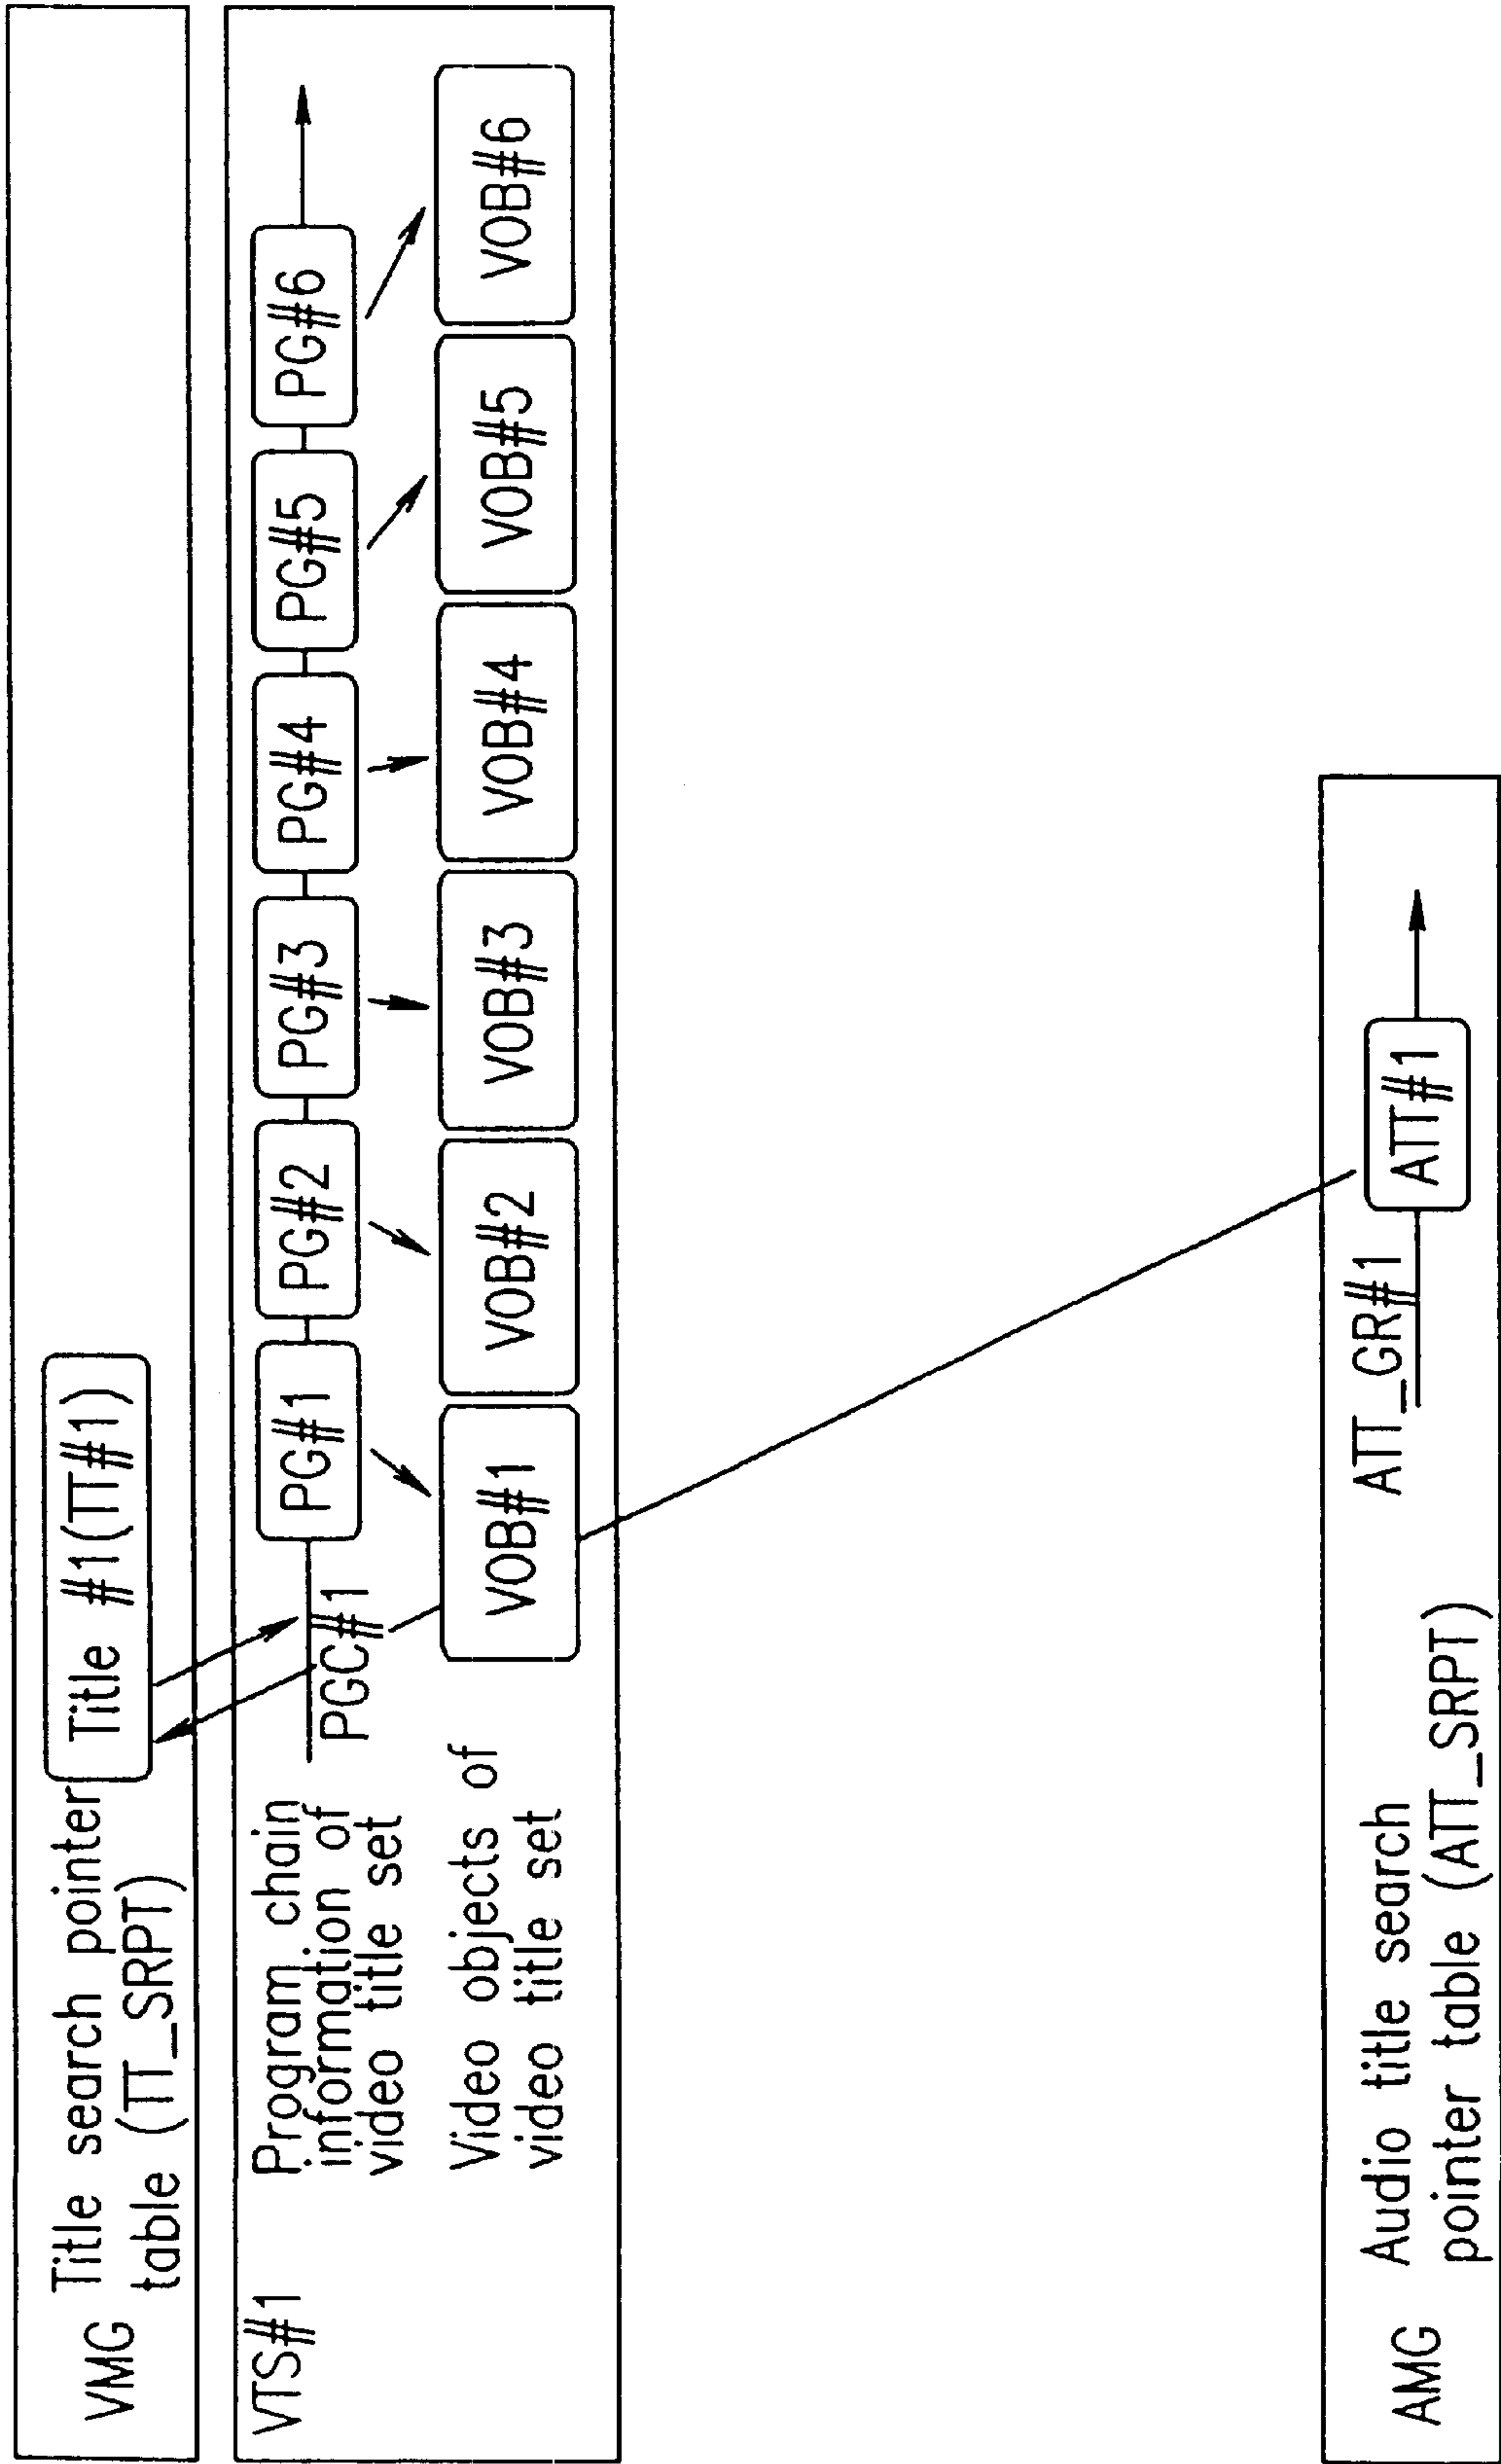 VMG
Title search pointer
table (TT_SRPT)
Title #1(TT#1)
VTS#1
Program chain
information of
video title set
PGC#1
PG#1
PG#2
PG#3
PG#4
PG#5
PG#6
Video objects of
video title set
VOB#1
VOB#2
VOB#3
VOB#4
VOB#5
VOB#6
AMG
Audio title search
pointer table (ATT_SRPT)
ATT_GR#1
ATT#1